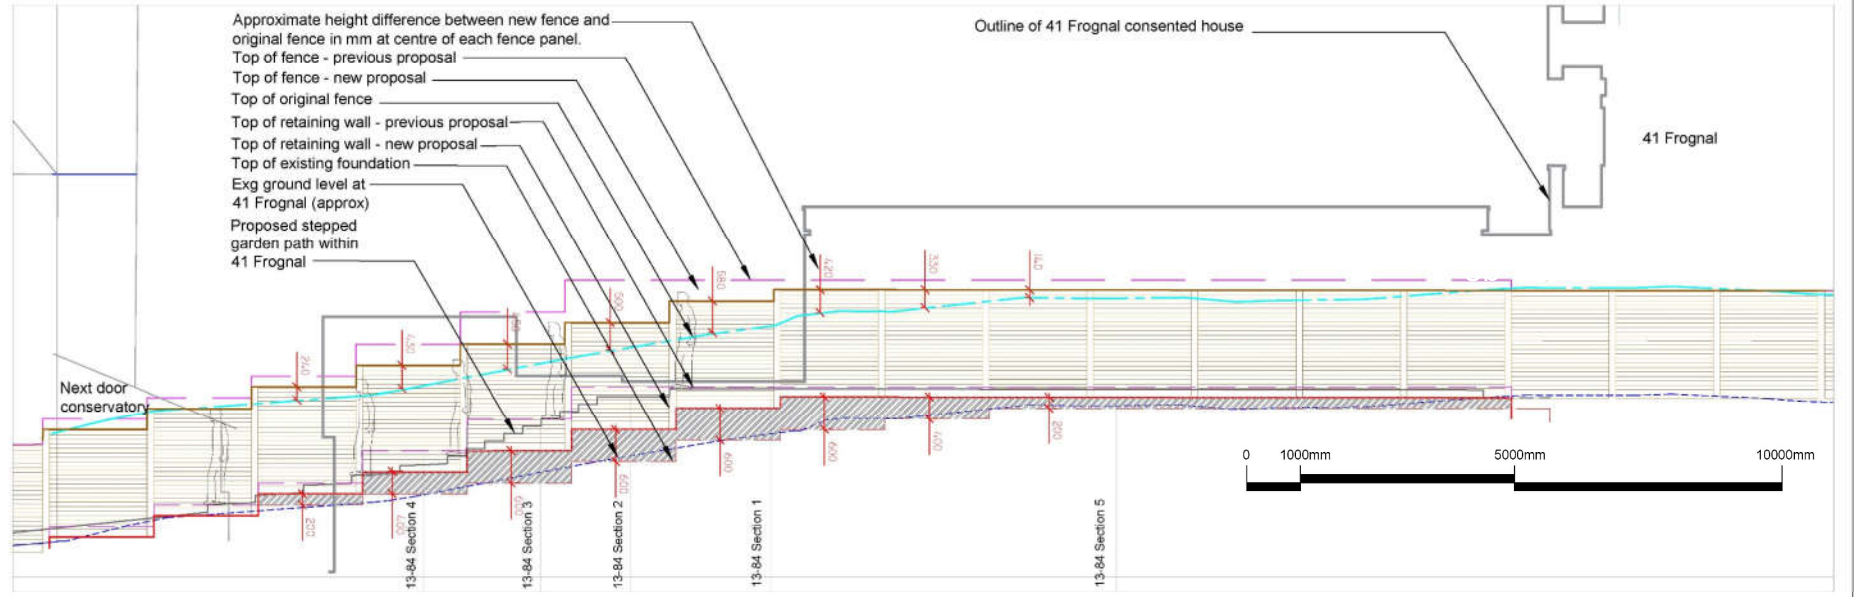 Approximate height difference between new fence and
original fence in mm at centre of each fence panel.
Top of fence - previous proposal
Top of fence - new proposal
Top of original fence
Top of retaining wall - previous proposal
Top of retaining wall - new proposal
Top of existing foundation
Exg ground level at
41 Frognal (approx)
Proposed stepped
garden path within
41 Frognal
Outline of 41 Frognal consented house
41 Frognal
Next door
conservatory
240
430
500
580
420
330
140
200
400
600
600
600
600
400
200
13-84 Section 4
13-84 Section 3
13-84 Section 2
13-84 Section 1
13-84 Section 5
0
1000mm
5000mm
10000mm